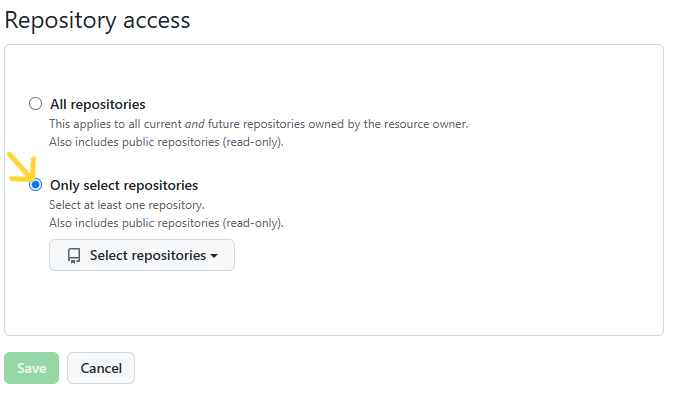 Repository access
All repositories
This applies to all current and future repositories owned by the resource owner.
Also includes public repositories (read-only).
Only select repositories
Select at least one repository.
Also includes public repositories (read-only).
Select repositories
Save
Cancel